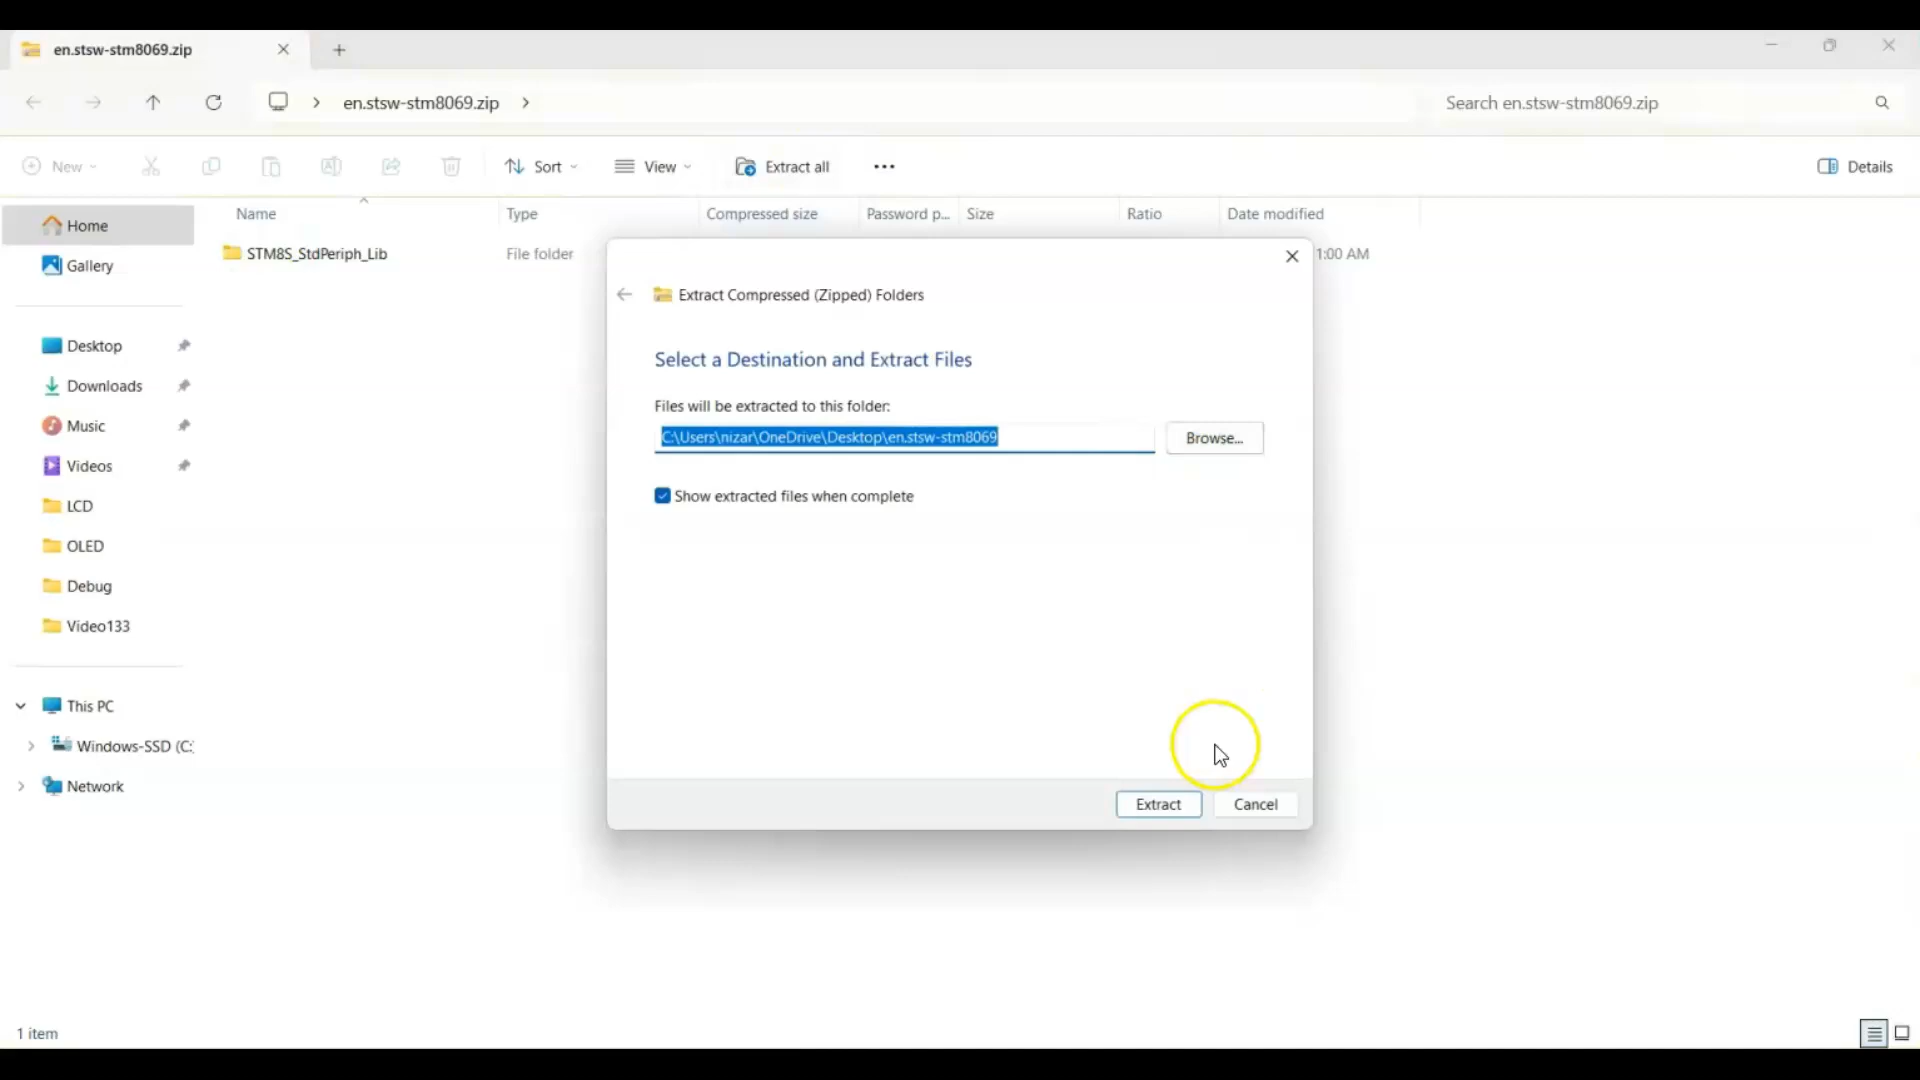 en.stsw-stm8069.zip
en.stsw-stm8069.zip
Search en.stsw-stm8069.zip
New
Sort
View
Extract all
Details
Name
Type
Compressed size
Password p...
Size
Ratio
Date modified
Home
STM8S_StdPeriph_Lib
File folder
1:00 AM
Gallery
Extract Compressed (Zipped) Folders
Select a Destination and Extract Files
Files will be extracted to this folder:
C:\Users\nizar\OneDrive\Desktop\en.stsw-stm8069
Browse...
Show extracted files when complete
Desktop
Downloads
Music
Videos
LCD
OLED
Debug
Video133
This PC
Windows-SSD (C:
Network
Extract
Cancel
1 item